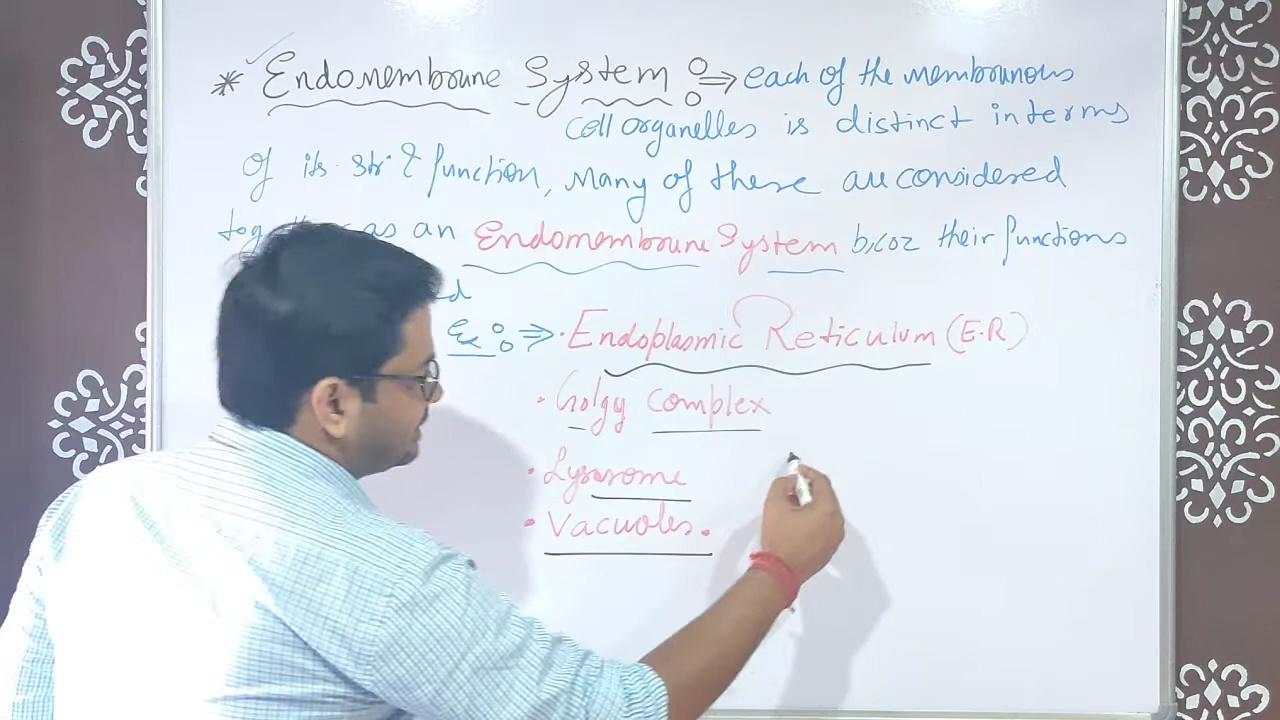 * Endomembrane System :⇒ each of the membranous
cell organelles is distinct in terms
of its str. & function, Many of these are considered
as an Endomembrane System b,coz their functions
Ex :⇒ • Endoplasmic Reticulum (E.R)
• Golgy complex
• Lysosome
• Vacuoles.